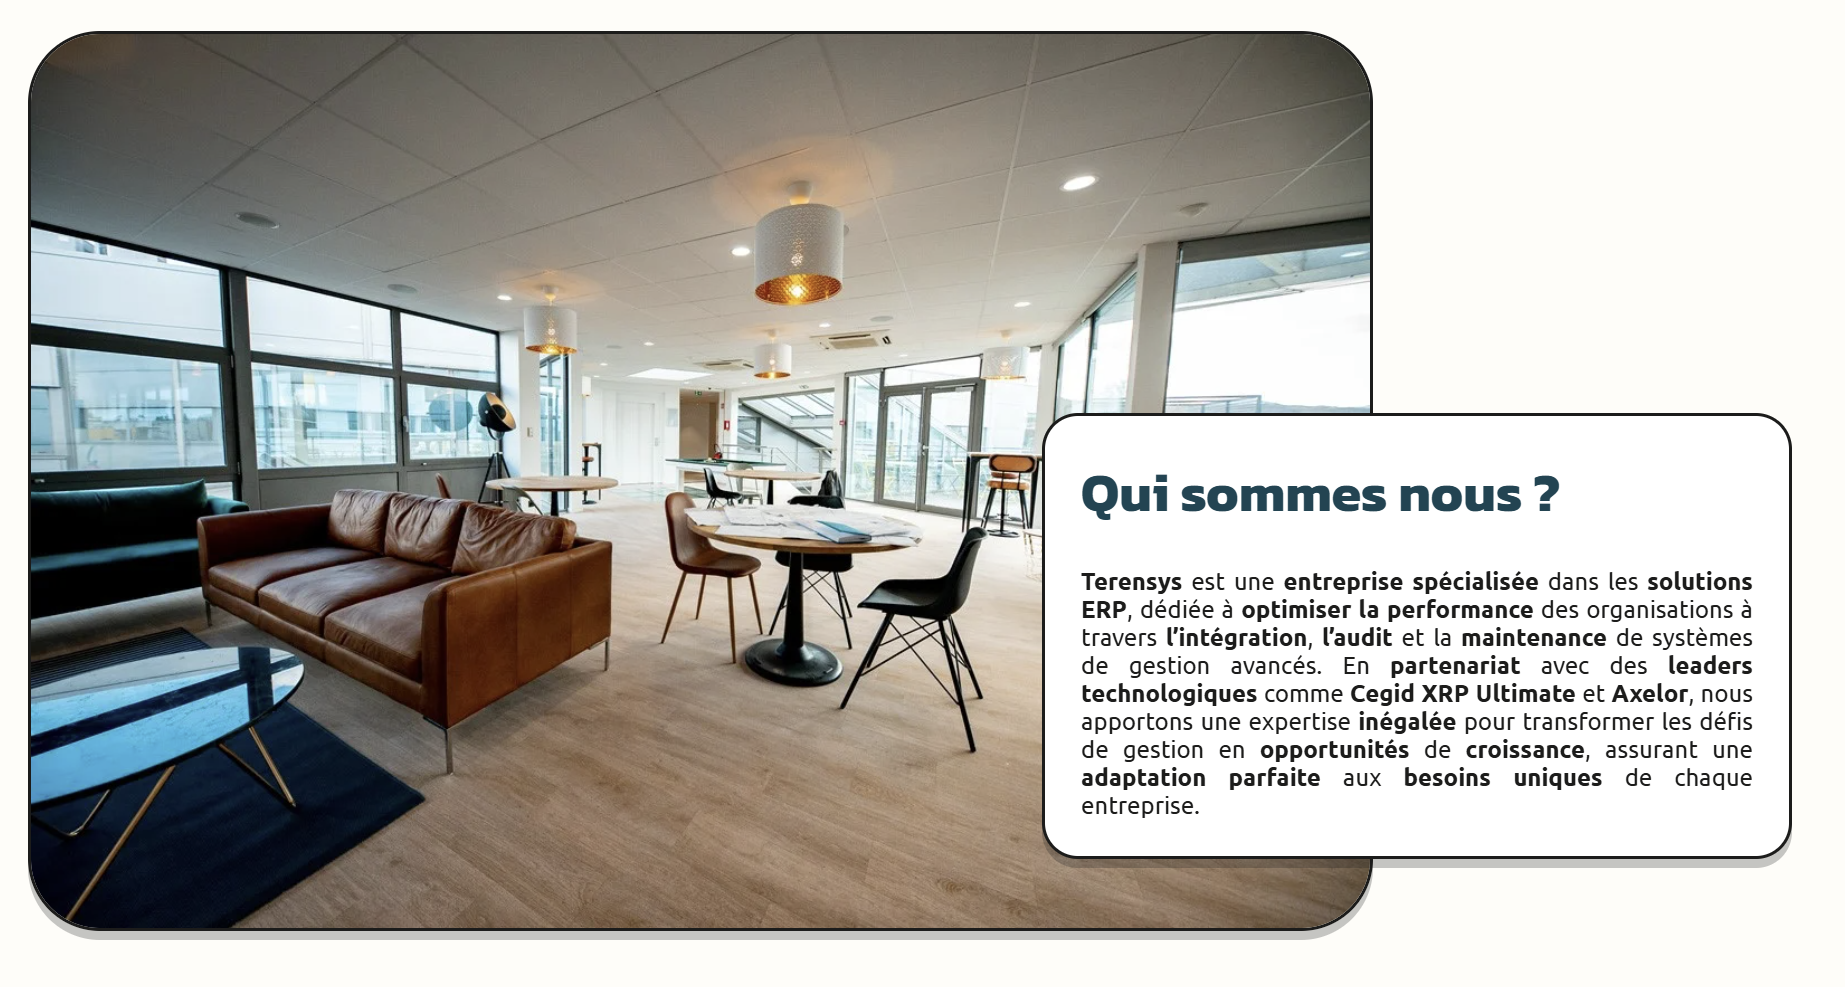 Qui sommes nous ?
Terensys est une entreprise spécialisée dans les solutions
ERP, dédiée à optimiser la performance des organisations à
travers l’intégration, l’audit et la maintenance de systèmes
de gestion avancés. En partenariat avec des leaders
technologiques comme Cegid XRP Ultimate et Axelor, nous
apportons une expertise inégalée pour transformer les défis
de gestion en opportunités de croissance, assurant une
adaptation parfaite aux besoins uniques de chaque
entreprise.